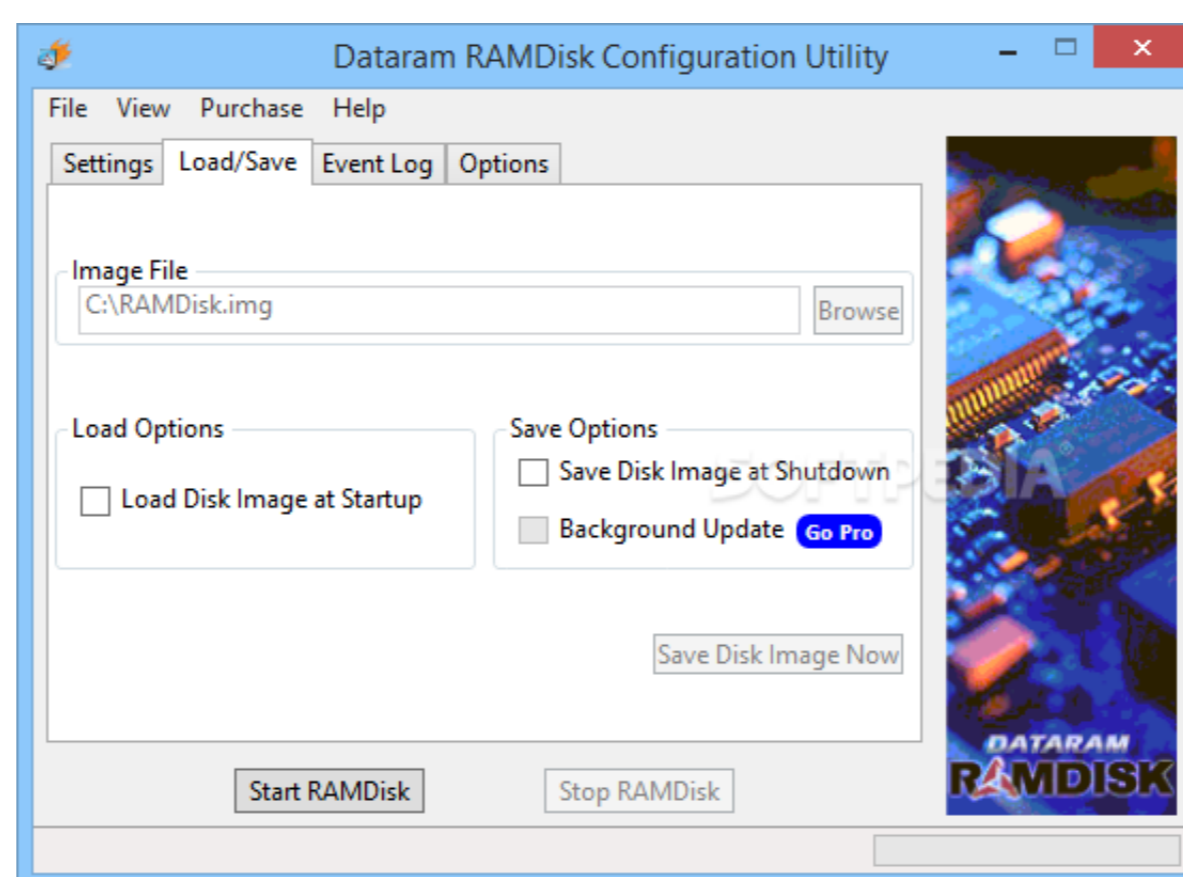 Dataram RAMDisk Configuration Utility
File View Purchase Help
Settings Load/Save Event Log Options
Image File
C:\RAMDisk.img
Browse
Load Options
Load Disk Image at Startup
Save Options
Save Disk Image at Shutdown
Background Update Go Pro
SOFTPEDIA
Save Disk Image Now
Start RAMDisk Stop RAMDisk
DATARAM
RAMDISK